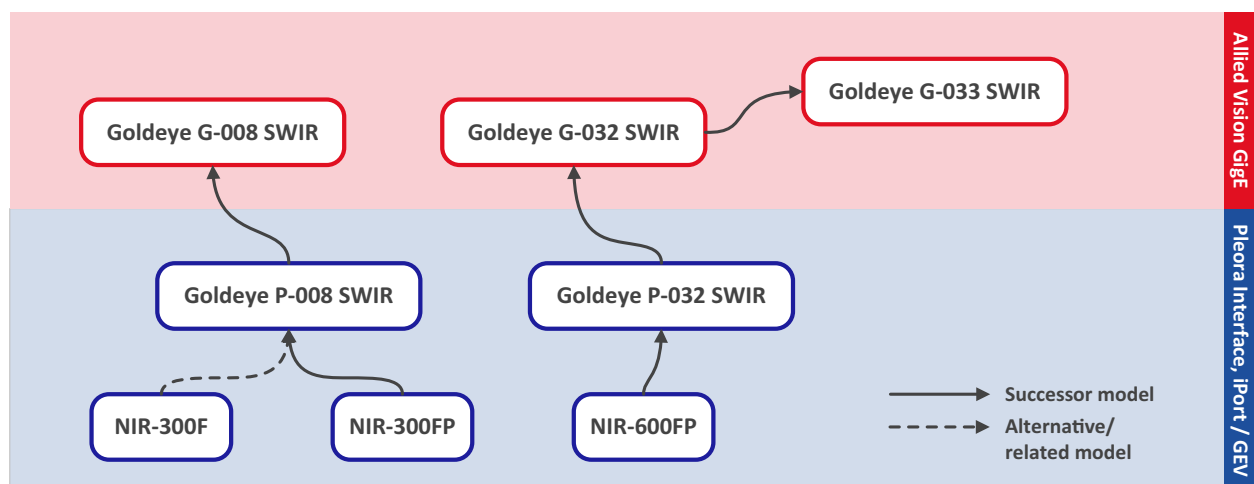 Goldeye G-033 SWIR
Goldeye G-008 SWIR
Goldeye G-032 SWIR
Allied Vision GigE
Goldeye P-008 SWIR
Goldeye P-032 SWIR
NIR-300F
NIR-300FP
NIR-600FP
Successor model
Alternative/
related model
Pleora Interface, iPort / GEV